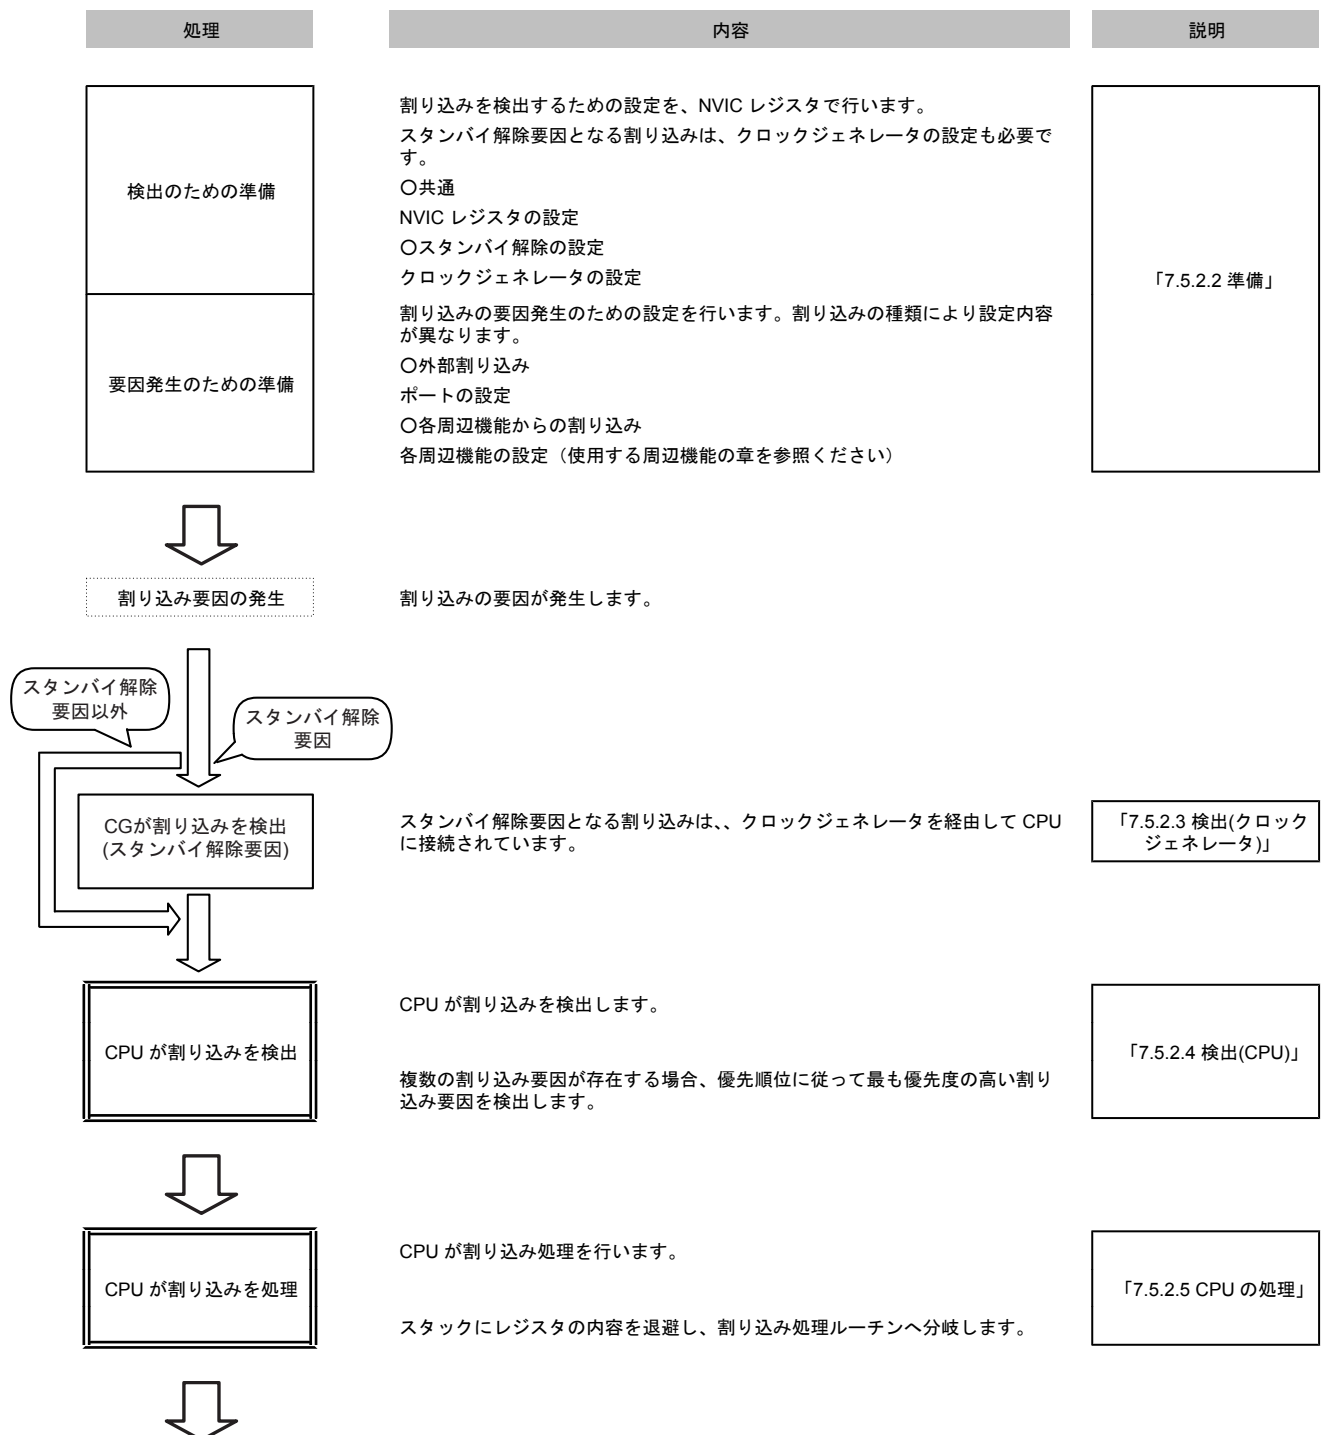 処理
内容
説明
検出のための準備
割り込みを検出するための設定を、NVIC レジスタで行います。
スタンバイ解除要因となる割り込みは、クロックジェネレータの設定も必要で
す。
〇共通
NVIC レジスタの設定
〇スタンバイ解除の設定
クロックジェネレータの設定
「7.5.2.2 準備」
要因発生のための準備
割り込みの要因発生のための設定を行います。割り込みの種類により設定内容
が異なります。
〇外部割り込み
ポートの設定
〇各周辺機能からの割り込み
各周辺機能の設定（使用する周辺機能の章を参照ください）
割り込み要因の発生
割り込みの要因が発生します。
スタンバイ解除
要因以外
スタンバイ解除
要因
CGが割り込みを検出
(スタンバイ解除要因)
スタンバイ解除要因となる割り込みは、、クロックジェネレータを経由して CPU
に接続されています。
「7.5.2.3 検出(クロック
ジェネレータ)」
CPU が割り込みを検出
CPU が割り込みを検出します。
複数の割り込み要因が存在する場合、優先順位に従って最も優先度の高い割り
込み要因を検出します。
「7.5.2.4 検出(CPU)」
CPU が割り込みを処理
CPU が割り込み処理を行います。
スタックにレジスタの内容を退避し、割り込み処理ルーチンへ分岐します。
「7.5.2.5 CPU の処理」